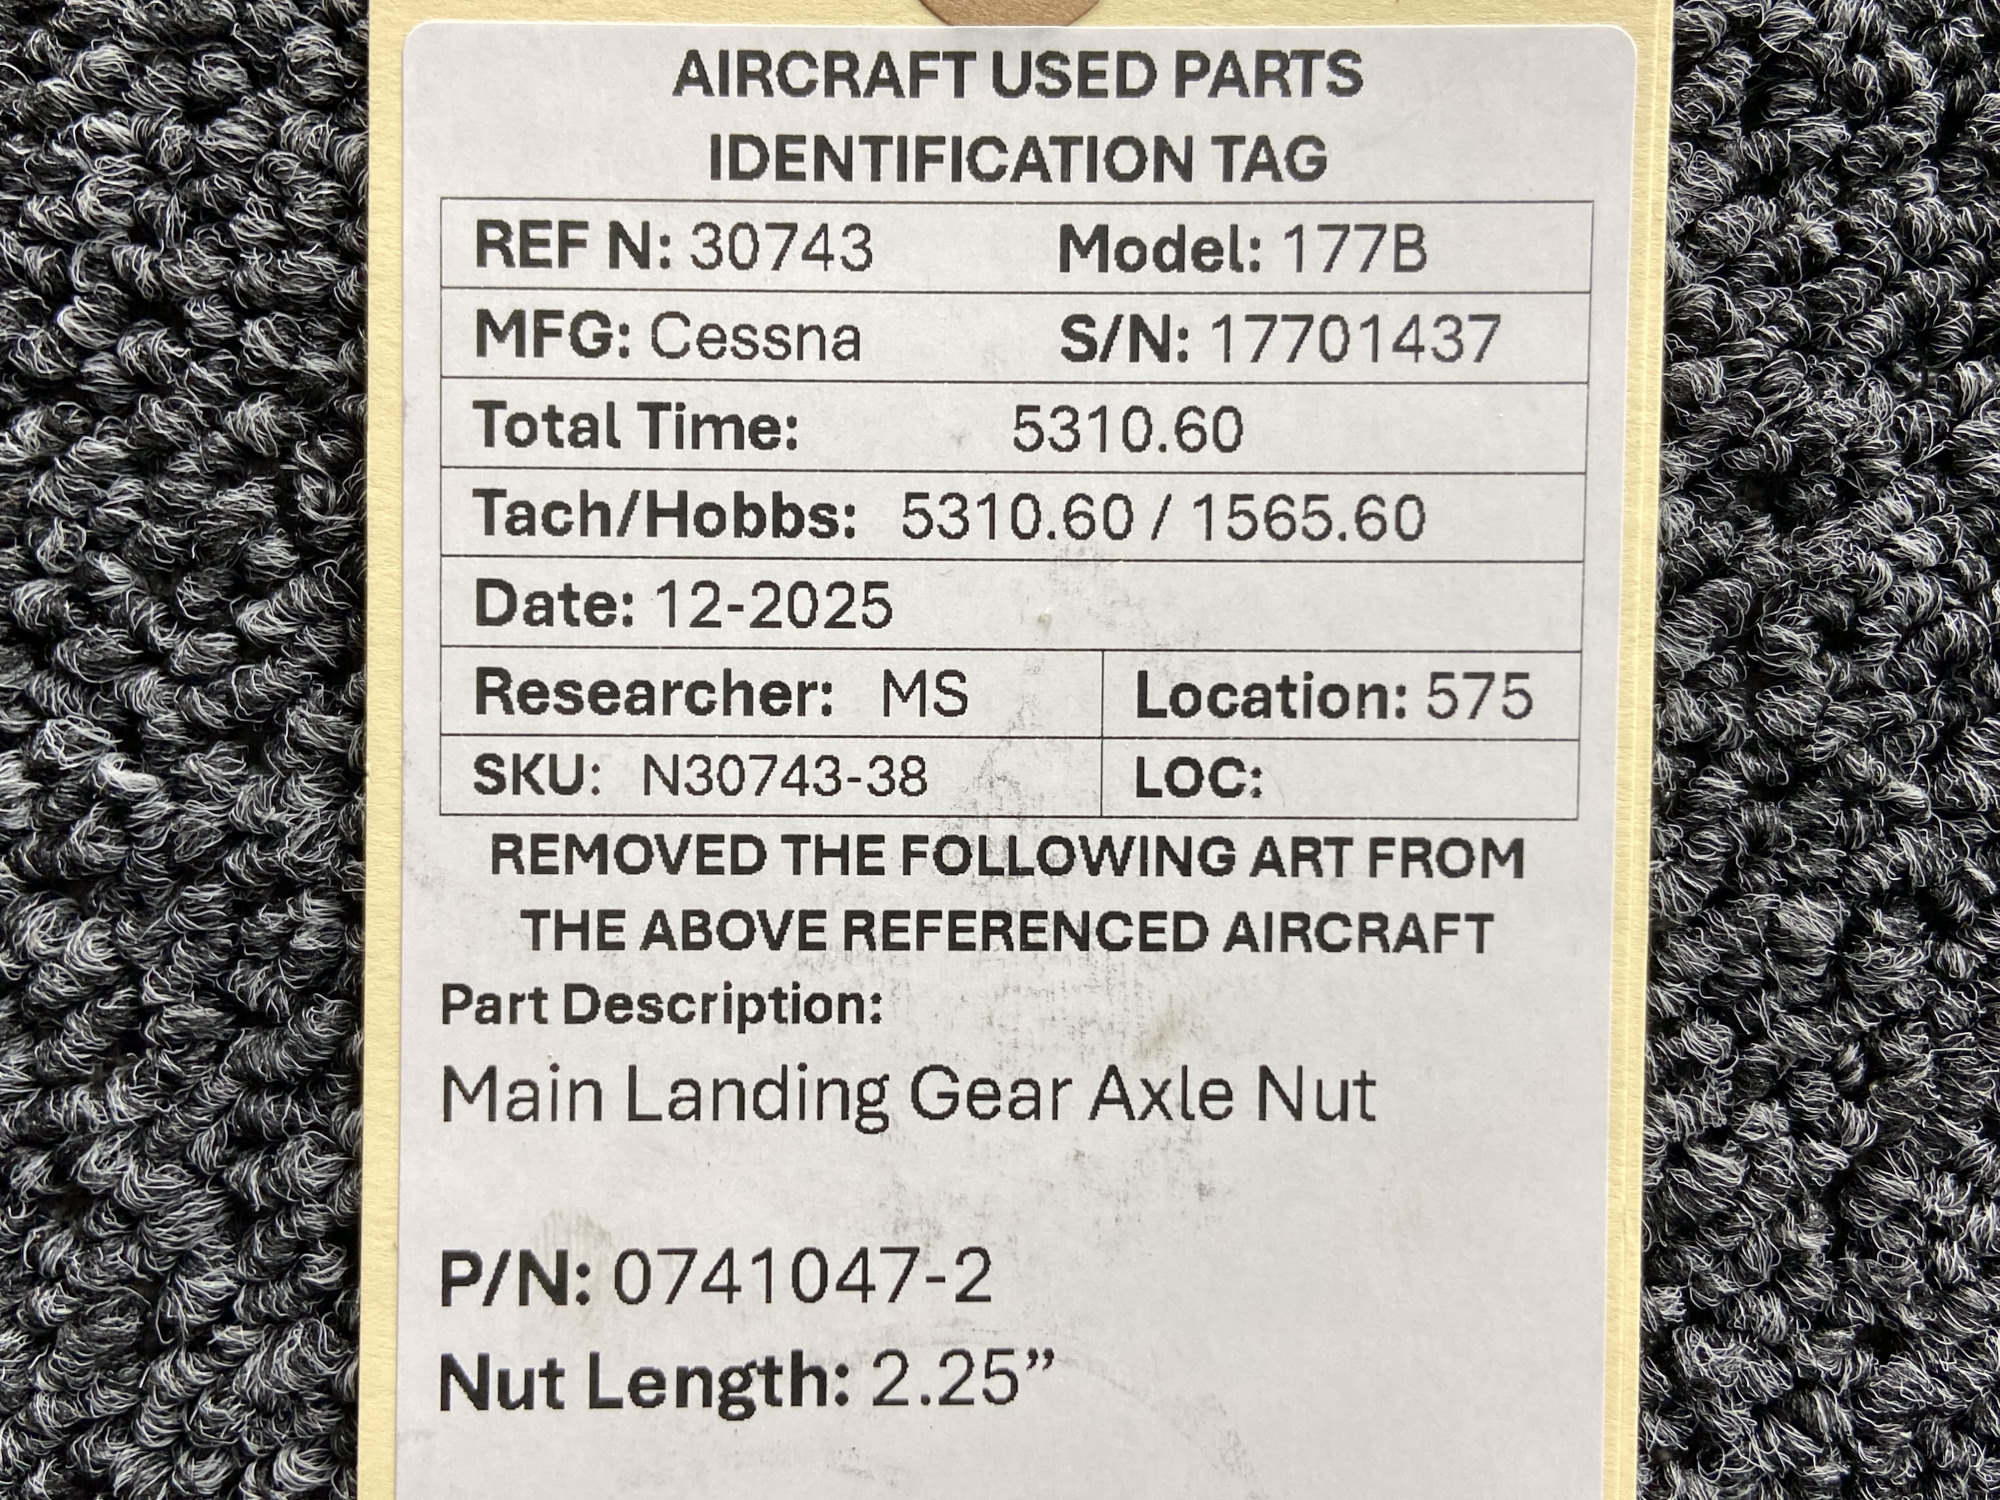 AIRCRAFT USED PARTS
IDENTIFICATION TAG
REF N: 30743 Model: 177B
MFG: Cessna S/N: 17701437
Total Time: 5310.60
Tach/Hobbs: 5310.60 / 1565.60
Date: 12-2025
Researcher: MS Location: 575
SKU: N30743-38 LOC:
REMOVED THE FOLLOWING ART FROM
THE ABOVE REFERENCED AIRCRAFT
Part Description:
Main Landing Gear Axle Nut
P/N: 0741047-2
Nut Length: 2.25”